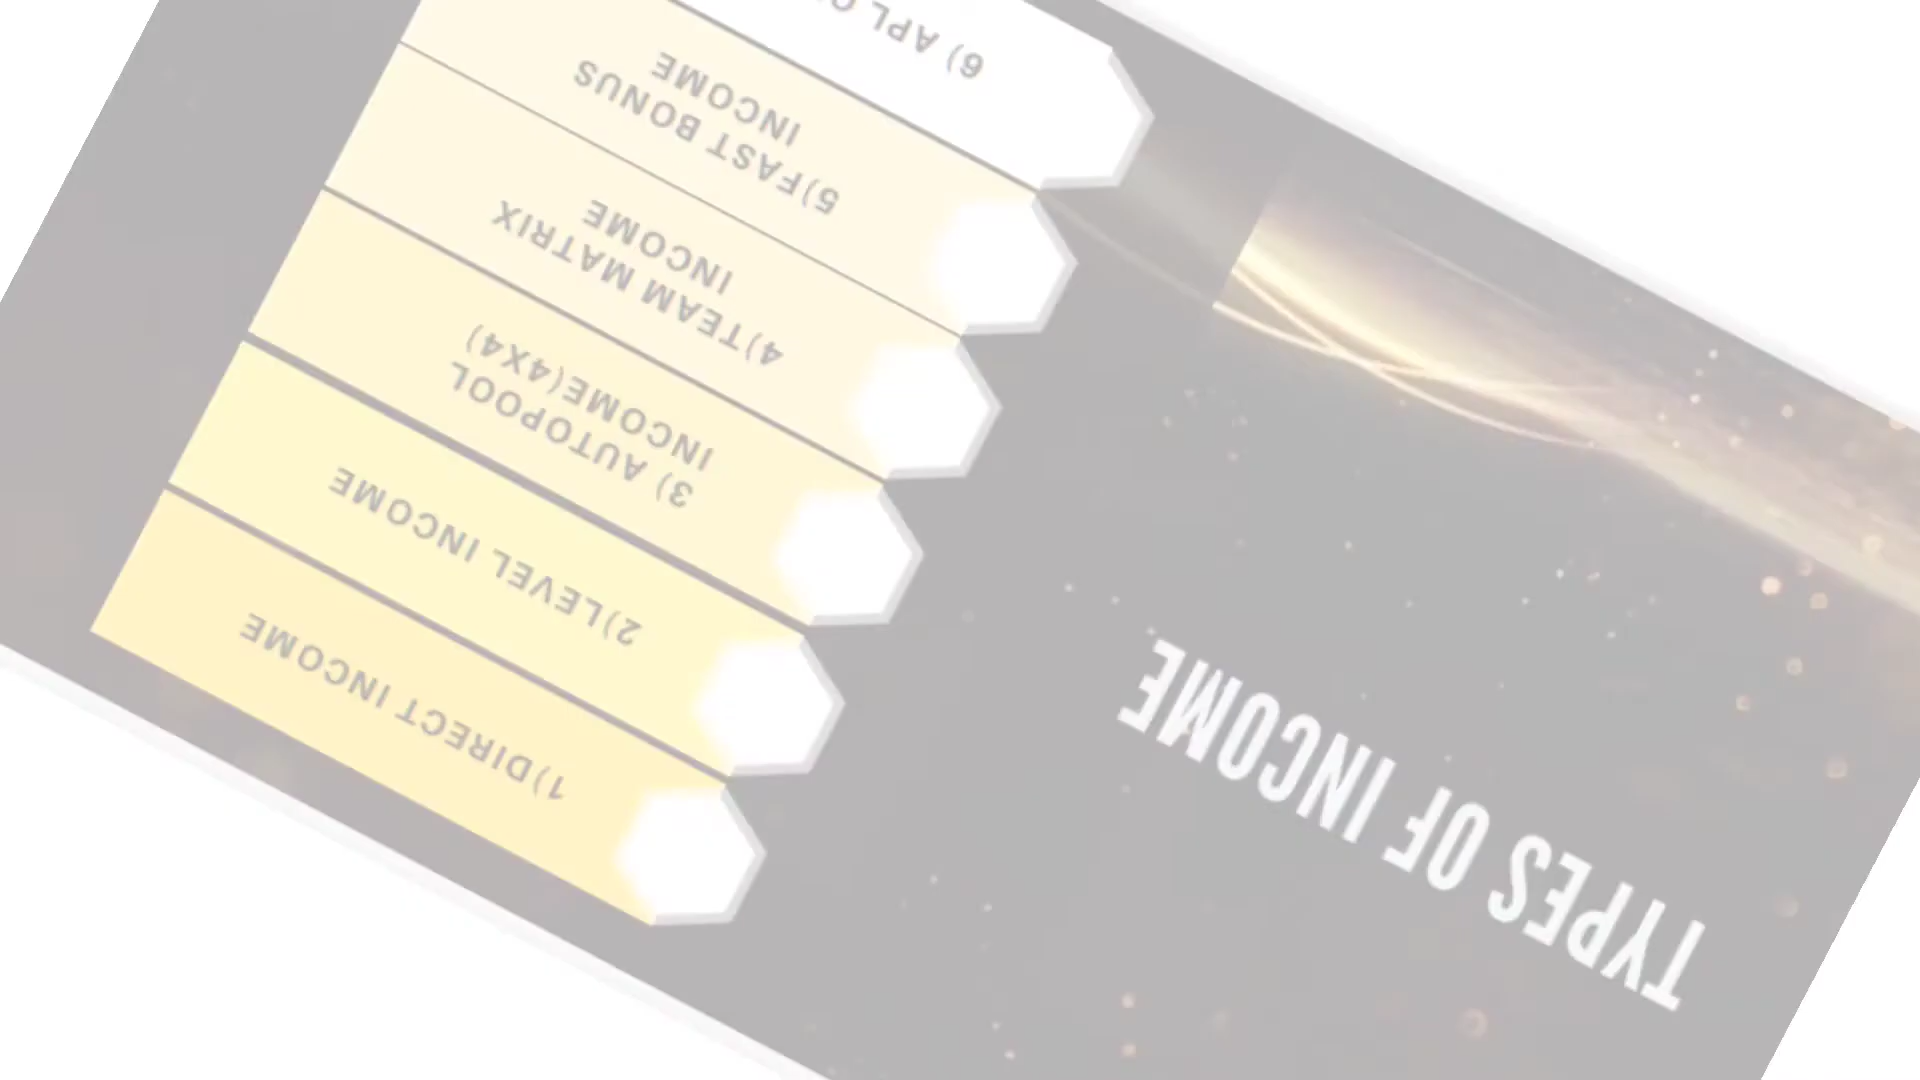 TYPES OF INCOME
1)DIRECT INCOME
2)LEVEL INCOME
3) AUTOPOOL
INCOME(4X4)
4)TEAM MATRIX
INCOME
5)FAST BONUS
INCOME
6) APL